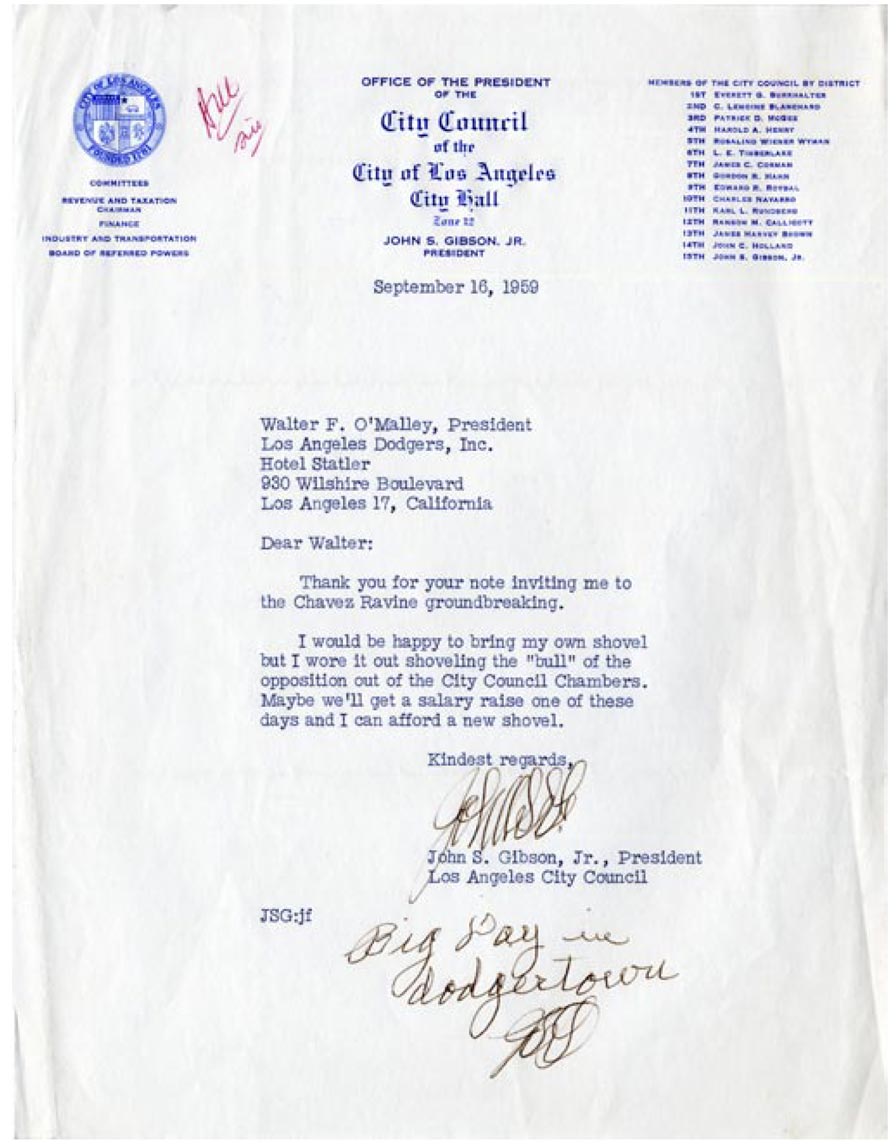 CITY OF LOS ANGELES
FOUNDED 1781
COMMITTEES
REVENUE AND TAXATION
CHAIRMAN
FINANCE
INDUSTRY AND TRANSPORTATION
BOARD OF REFERRED POWERS
OFFICE OF THE PRESIDENT
OF THE
City Council
of the
City of Los Angeles
City Hall
Zone 12
JOHN S. GIBSON, JR.
PRESIDENT
MEMBERS OF THE CITY COUNCIL BY DISTRICT
1ST EVERETT G. BURKHALTER
2ND C. LEMOINE BLANCHARD
3RD PATRICK D. MCGEE
4TH HAROLD A. HENRY
5TH ROSALIND WIENER WYMAN
6TH L. E. TIMBERLAKE
7TH JAMES C. CORMAN
8TH GORDON R. HAHN
9TH EDWARD R. ROYBAL
10TH CHARLES NAVARRO
11TH KARL L. RUNDBERG
12TH RANSOM M. CALLICOTT
13TH JAMES HARVEY BROWN
14TH JOHN C. HOLLAND
15TH JOHN S. GIBSON, JR.
September 16, 1959
Walter F. O'Malley, President
Los Angeles Dodgers, Inc.
Hotel Statler
930 Wilshire Boulevard
Los Angeles 17, California
Dear Walter:
Thank you for your note inviting me to
the Chavez Ravine groundbreaking.
I would be happy to bring my own shovel
but I wore it out shoveling the "bull" of the
opposition out of the City Council Chambers.
Maybe we'll get a salary raise one of these
days and I can afford a new shovel.
Kindest regards,
John S. Gibson, Jr., President
Los Angeles City Council
JSG:jf
Big Day in
dodgertown